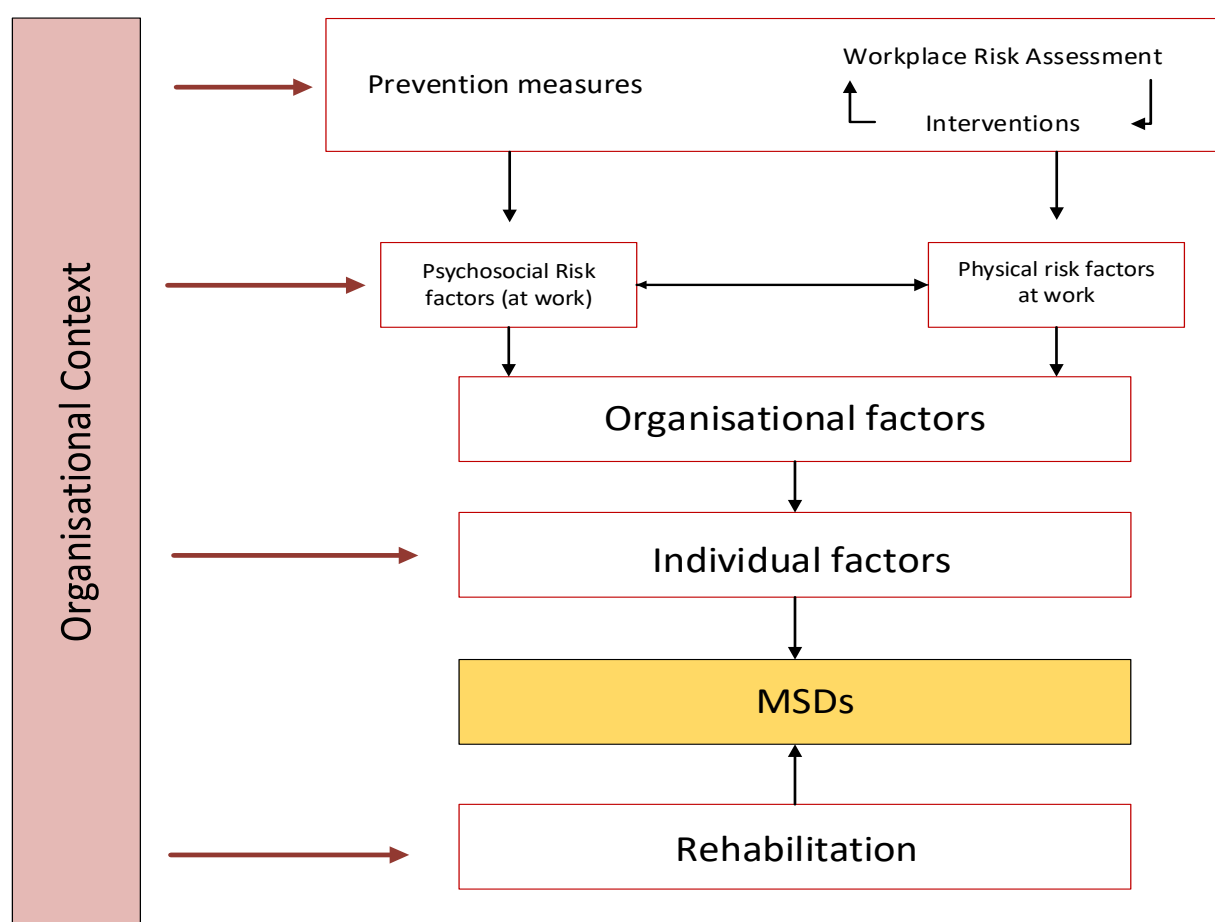 Organisational Context
Prevention measures
Workplace Risk Assessment
Interventions
Psychosocial Risk
factors (at work)
Physical risk factors
at work
Organisational factors
Individual factors
MSDs
Rehabilitation